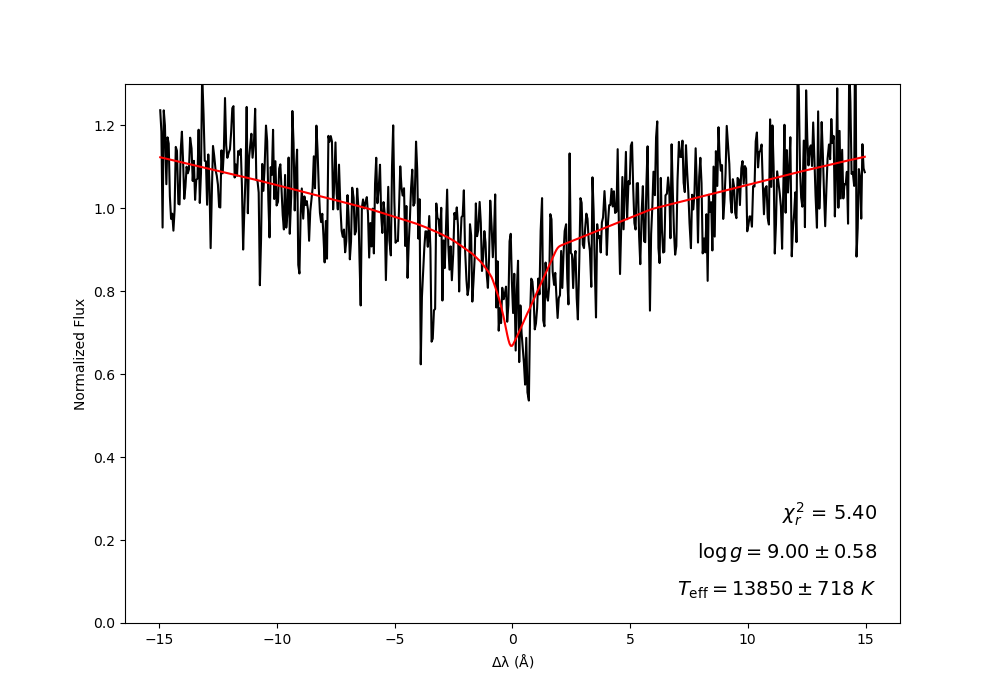 Normalized Flux
1.2
1.0
0.8
0.6
0.4
0.2
0.0
χ²ᵣ = 5.40
log g = 9.00 ± 0.58
T_eff = 13850 ± 718 K
−15 −10 −5 0 5 10 15
Δλ (Å)